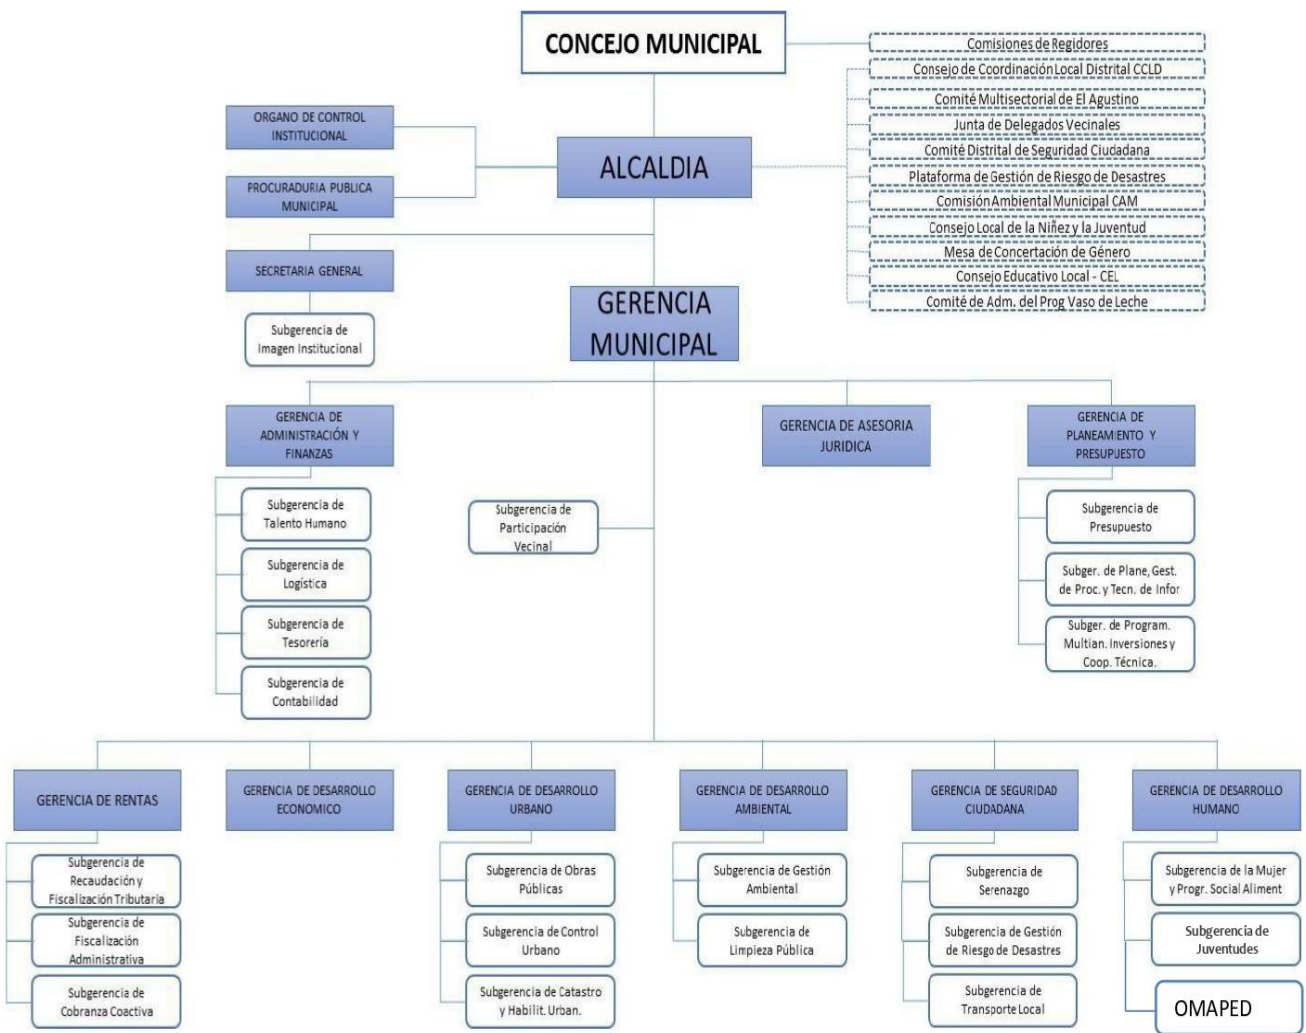 CONCEJO MUNICIPAL
Comisiones de Regidores
Consejo de Coordinación Local Distrital CCLD
Comité Multisectorial de El Agustino
Junta de Delegados Vecinales
Comité Distrital de Seguridad Ciudadana
Plataforma de Gestión de Riesgo de Desastres
Comisión Ambiental Municipal CAM
Consejo Local de la Niñez y la Juventud
Mesa de Concertación de Género
Consejo Educativo Local - CEL
Comité de Adm. del Prog Vaso de Leche
ORGANO DE CONTROL
INSTITUCIONAL
PROCURADURIA PUBLICA
MUNICIPAL
ALCALDIA
SECRETARIA GENERAL
Subgerencia de
Imagen Institucional
GERENCIA
MUNICIPAL
GERENCIA DE
ADMINISTRACIÓN Y
FINANZAS
Subgerencia de
Talento Humano
Subgerencia de
Logística
Subgerencia de
Tesorería
Subgerencia de
Contabilidad
Subgerencia de
Participación
Vecinal
GERENCIA DE ASESORIA
JURIDICA
GERENCIA DE
PLANEAMIENTO Y
PRESUPUESTO
Subgerencia de
Presupuesto
Subger. de Plane, Gest.
de Proc. y Tecn. de Infor
Subger. de Program.
Multian. Inversiones y
Coop. Técnica.
GERENCIA DE RENTAS
Subgerencia de
Recaudación y
Fiscalización Tributaria
Subgerencia de
Fiscalización
Administrativa
Subgerencia de
Cobranza Coactiva
GERENCIA DE DESARROLLO
ECONOMICO
GERENCIA DE DESARROLLO
URBANO
Subgerencia de Obras
Públicas
Subgerencia de Control
Urbano
Subgerencia de Catastro
y Habilit. Urban.
GERENCIA DE DESARROLLO
AMBIENTAL
Subgerencia de Gestión
Ambiental
Subgerencia de
Limpieza Pública
GERENCIA DE SEGURIDAD
CIUDADANA
Subgerencia de
Serenazgo
Subgerencia de Gestión
de Riesgo de Desastres
Subgerencia de
Transporte Local
GERENCIA DE DESARROLLO
HUMANO
Subgerencia de la Mujer
y Progr. Social Aliment
Subgerencia de
Juventudes
OMAPED